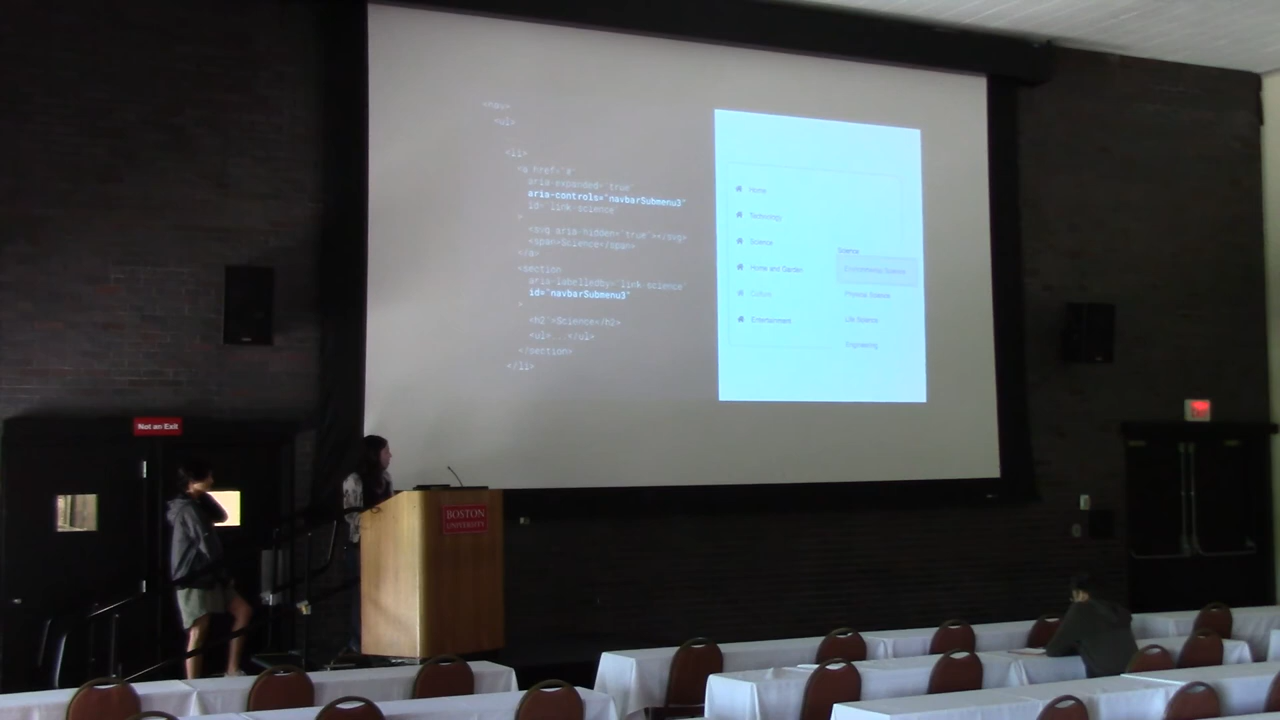 <nav>
<ul>
<li>
<a href="#"
aria-expanded="true"
aria-controls="navbarSubmenu3"
id="link-science"
>
<svg aria-hidden="true"></svg>
<span>Science</span>
</a>
<section
aria-labelledby="link-science"
id="navbarSubmenu3"
>
<h2>Science</h2>
<ul>...</ul>
</section>
</li>
Home
Technology
Science
Home and Garden
Culture
Entertainment
Science
Environmental Science
Physical Science
Life Science
Engineering
Not an Exit
BOSTON
UNIVERSITY